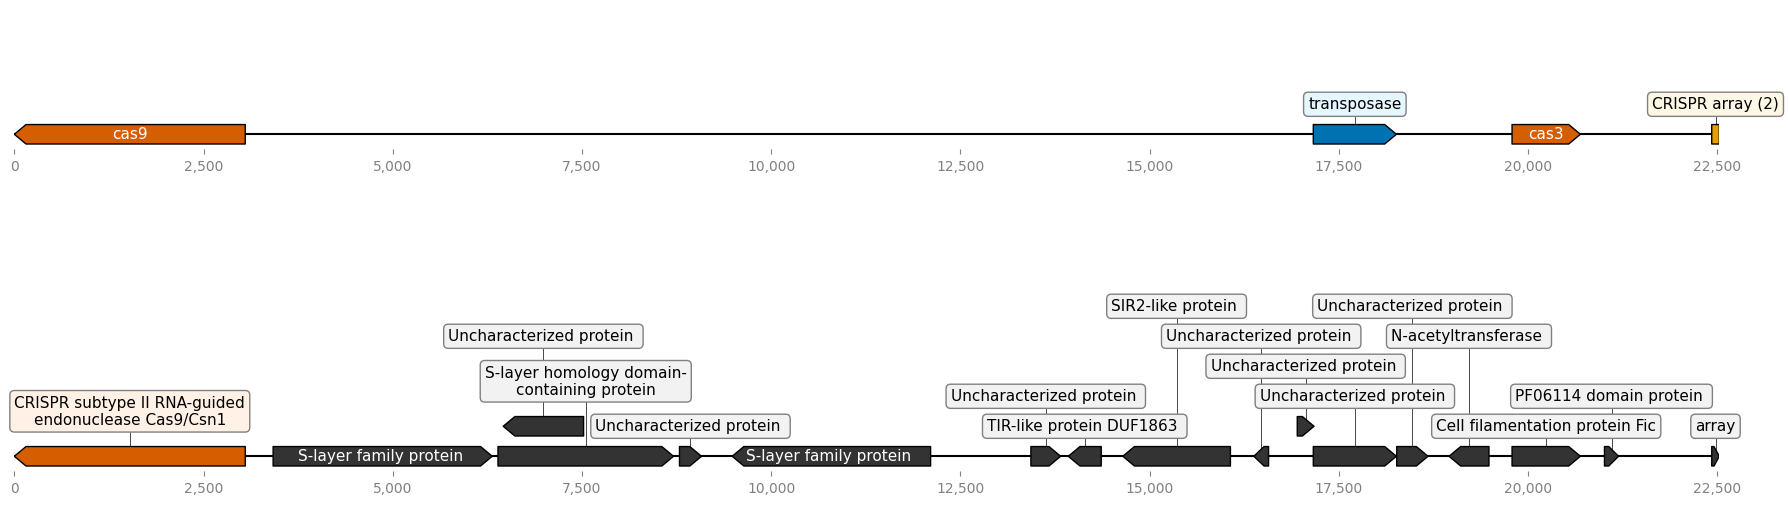 transposase
CRISPR array (2)
cas9
cas3
0
2,500
5,000
7,500
10,000
12,500
15,000
17,500
20,000
22,500
SIR2-like protein
Uncharacterized protein
Uncharacterized protein
Uncharacterized protein
N-acetyltransferase
S-layer homology domain-
containing protein
Uncharacterized protein
CRISPR subtype II RNA-guided
endonuclease Cas9/Csn1
Uncharacterized protein
Uncharacterized protein
PF06114 domain protein
Uncharacterized protein
TIR-like protein DUF1863
Cell filamentation protein Fic
array
S-layer family protein
S-layer family protein
0
2,500
5,000
7,500
10,000
12,500
15,000
17,500
20,000
22,500